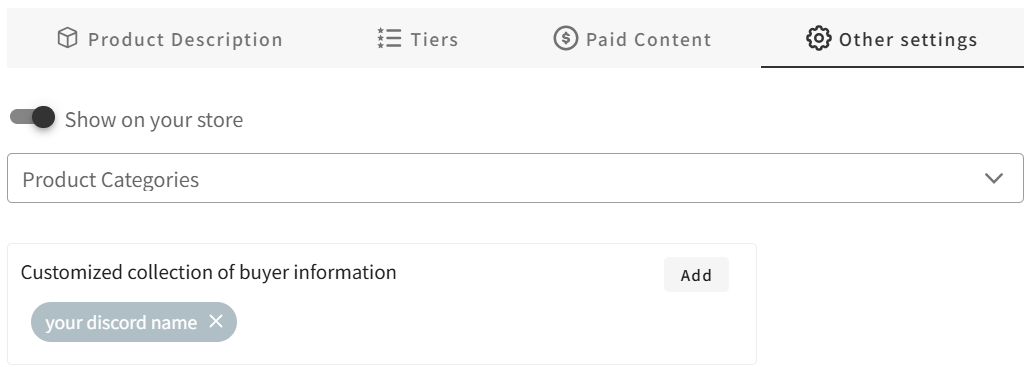 Product Description
Tiers
Paid Content
Other settings
Show on your store
Product Categories
Customized collection of buyer information
Add
your discord name